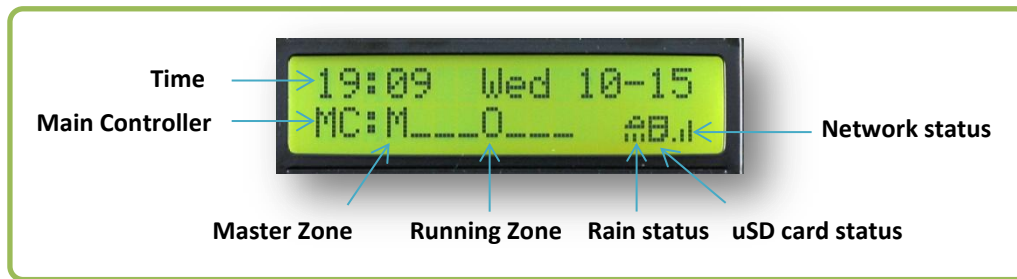 Time
19:09 Wed 10-15
Main Controller
MC:M___O___
Network status
Master Zone
Running Zone
Rain status
uSD card status